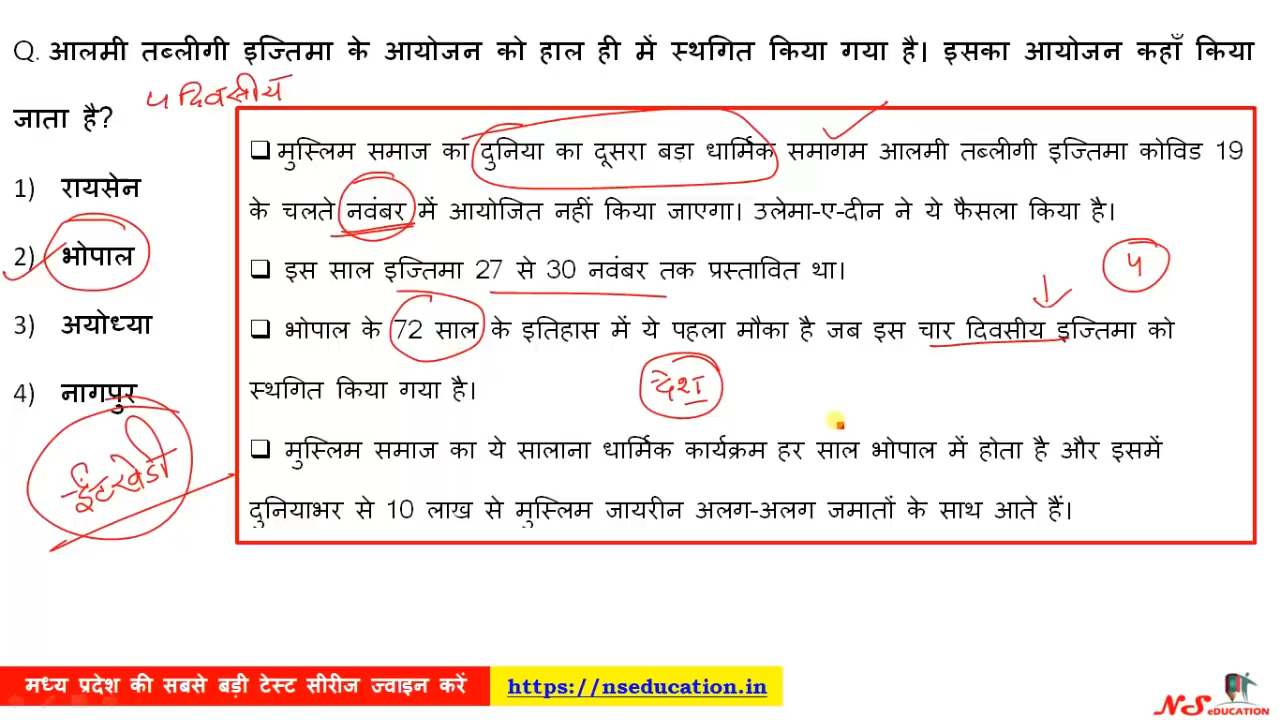 Q. आलमी तब्लीगी इज्तिमा के आयोजन को हाल ही में स्थगित किया गया है। इसका आयोजन कहाँ किया
जाता है?
५ दिवसीय
1) रायसेन
2) भोपाल
3) अयोध्या
4) नागपुर
ईंटखेडी
❑ मुस्लिम समाज का दुनिया का दूसरा बड़ा धार्मिक समागम आलमी तब्लीगी इज्तिमा कोविड 19
के चलते नवंबर में आयोजित नहीं किया जाएगा। उलेमा-ए-दीन ने ये फैसला किया है।
❑ इस साल इज्तिमा 27 से 30 नवंबर तक प्रस्तावित था।
५
❑ भोपाल के 72 साल के इतिहास में ये पहला मौका है जब इस चार दिवसीय इज्तिमा को
स्थगित किया गया है।
देश
❑ मुस्लिम समाज का ये सालाना धार्मिक कार्यक्रम हर साल भोपाल में होता है और इसमें
दुनियाभर से 10 लाख से मुस्लिम जायरीन अलग-अलग जमातों के साथ आते हैं।
मध्य प्रदेश की सबसे बड़ी टेस्ट सीरीज ज्वाइन करें
https://nseducation.in
NS EDUCATION